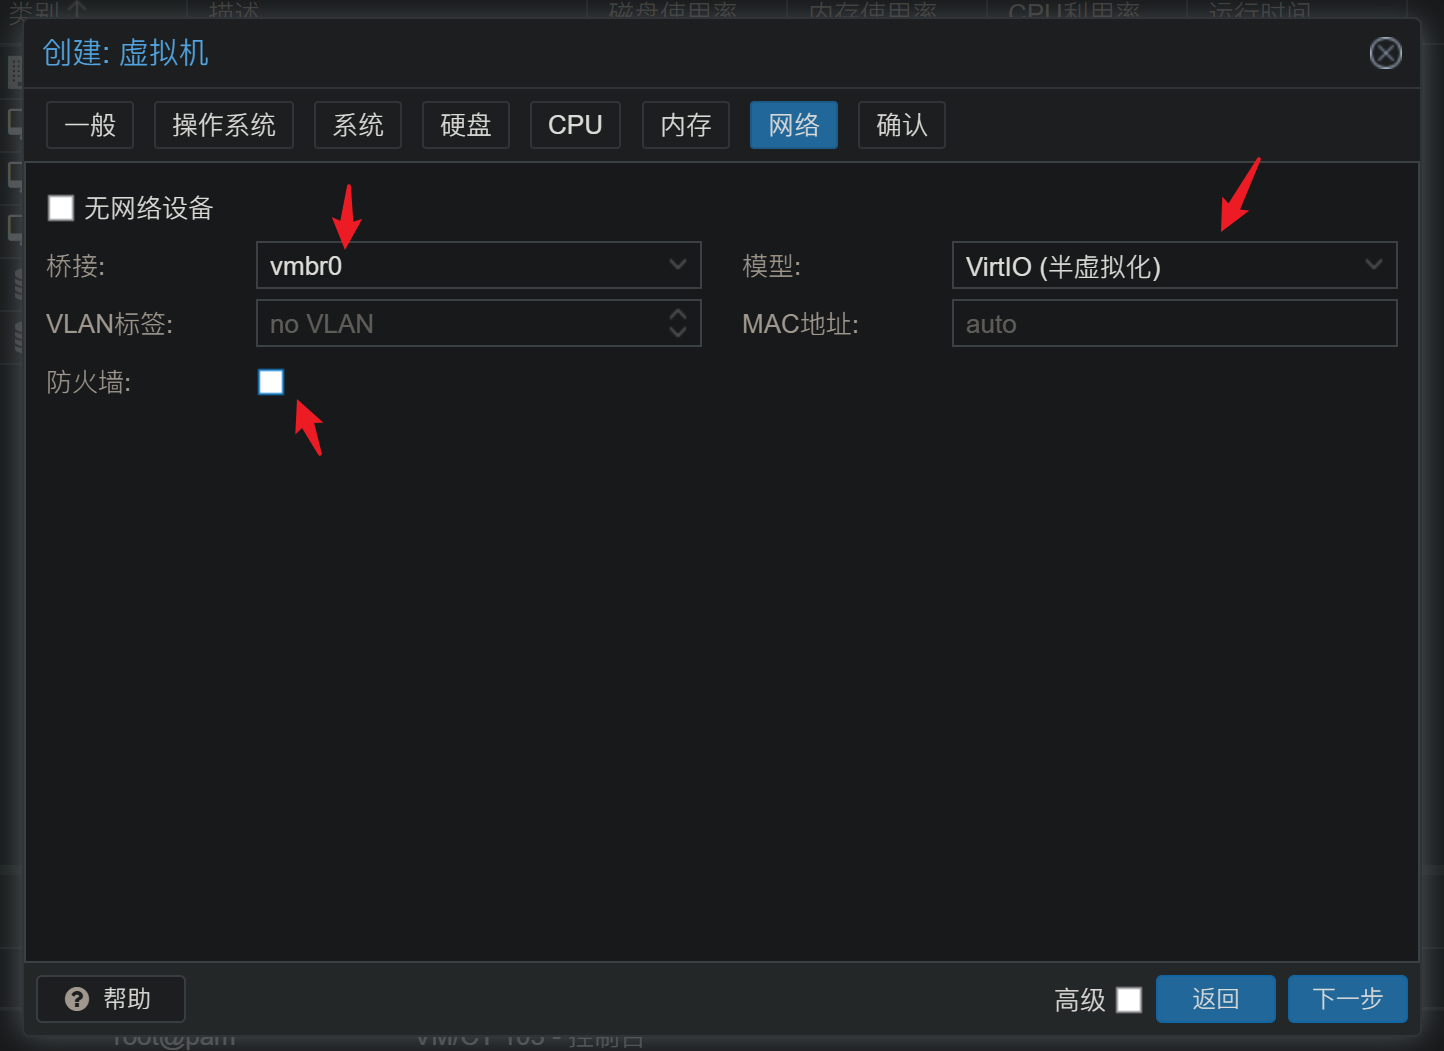 类别 描述 磁盘使用率 内存使用率 CPU利用率 运行时间
创建: 虚拟机
一般 操作系统 系统 硬盘 CPU 内存 网络 确认
无网络设备
桥接: vmbr0 模型: VirtIO (半虚拟化)
VLAN标签: no VLAN MAC地址: auto
防火墙:
帮助 高级 返回 下一步
root@pam VM/CT 103 - 控制台